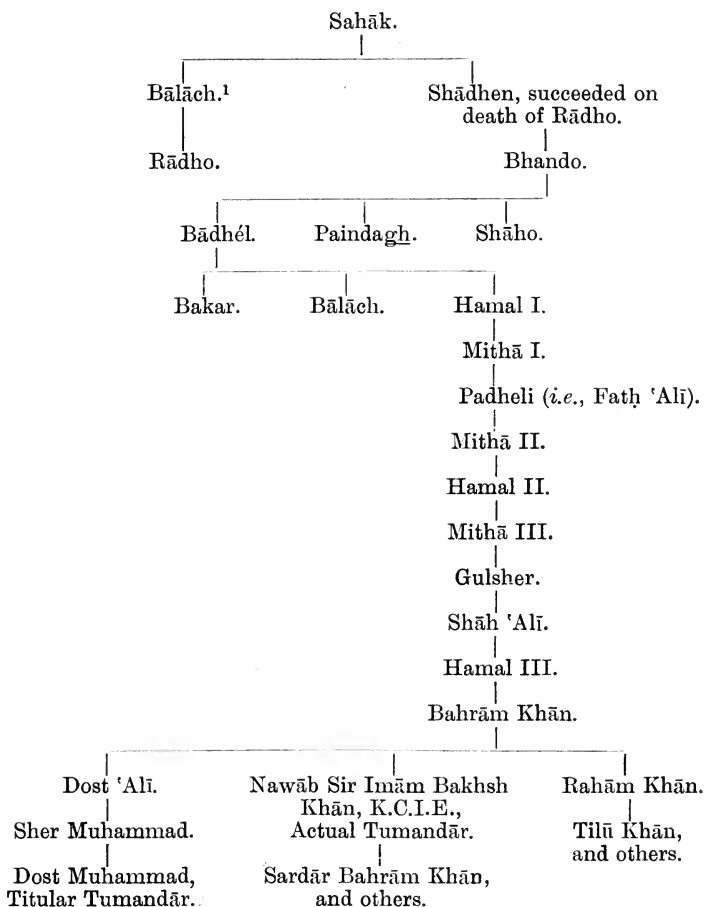 Sahāk.
Bālāch.¹ Shādhen, succeeded on
death of Rādho.
Rādho. Bhando.
Bādhél. Paindagh. Shāho.
Bakar. Bālāch. Hamal I.
Mithā I.
Padheli (i.e., Fatḥ ʻAlī).
Mithā II.
Hamal II.
Mithā III.
Gulsher.
Shāh ʻAlī.
Hamal III.
Bahrām Khān.
Dost ʻAlī. Nawāb Sir Imām Bakhsh Rahām Khān.
Khān, K.C.I.E.,
Sher Muhammad. Actual Tumandār. Tilū Khān,
and others.
Dost Muhammad, Sardār Bahrām Khān,
Titular Tumandār. and others.